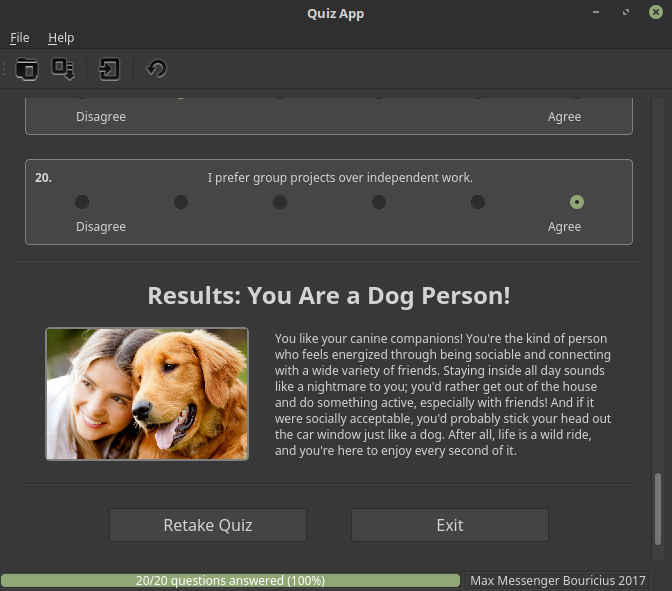 Quiz App
File Help
Disagree Agree
20. I prefer group projects over independent work.
Disagree Agree
Results: You Are a Dog Person!
You like your canine companions! You're the kind of person
who feels energized through being sociable and connecting
with a wide variety of friends. Staying inside all day sounds
like a nightmare to you; you'd rather get out of the house
and do something active, especially with friends! And if it
were socially acceptable, you'd probably stick your head out
the car window just like a dog. After all, life is a wild ride,
and you're here to enjoy every second of it.
Retake Quiz Exit
20/20 questions answered (100%) Max Messenger Bouricius 2017